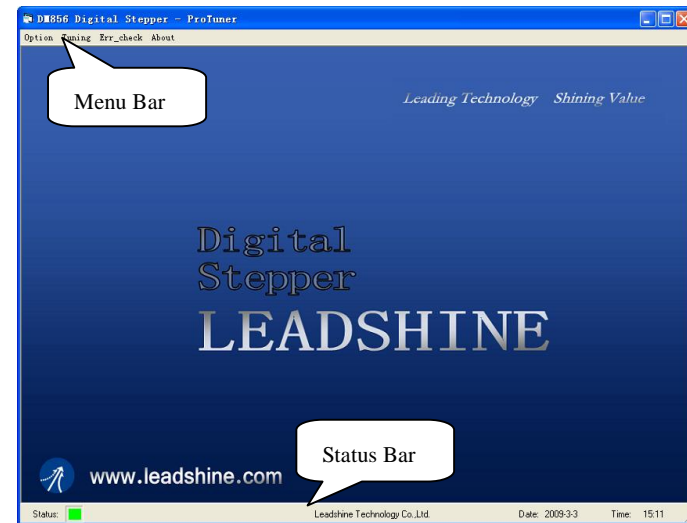 DM856 Digital Stepper - ProTuner
Option Tuning Err_check About
Menu Bar
Leading Technology Shining Value
Digital
Stepper
LEADSHINE
Status Bar
www.leadshine.com
Status: Leadshine Technology Co.,Ltd. Date: 2009-3-3 Time: 15:11